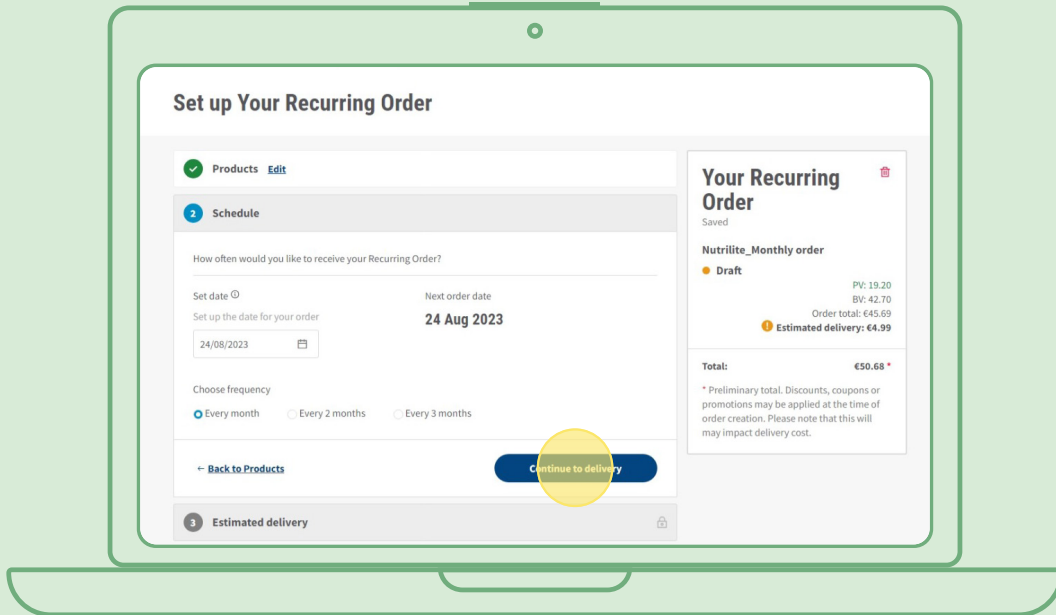 Set up Your Recurring Order
Products Edit
2 Schedule
How often would you like to receive your Recurring Order?
Set date
Set up the date for your order
24/08/2023
Next order date
24 Aug 2023
Choose frequency
Every month Every 2 months Every 3 months
← Back to Products
Continue to delivery
3 Estimated delivery
Your Recurring
Order
Saved
Nutrilite_Monthly order
Draft
PV: 19.20
BV: 42.70
Order total: €45.69
Estimated delivery: €4.99
Total: €50.68 *
* Preliminary total. Discounts, coupons or
promotions may be applied at the time of
order creation. Please note that this will
may impact delivery cost.